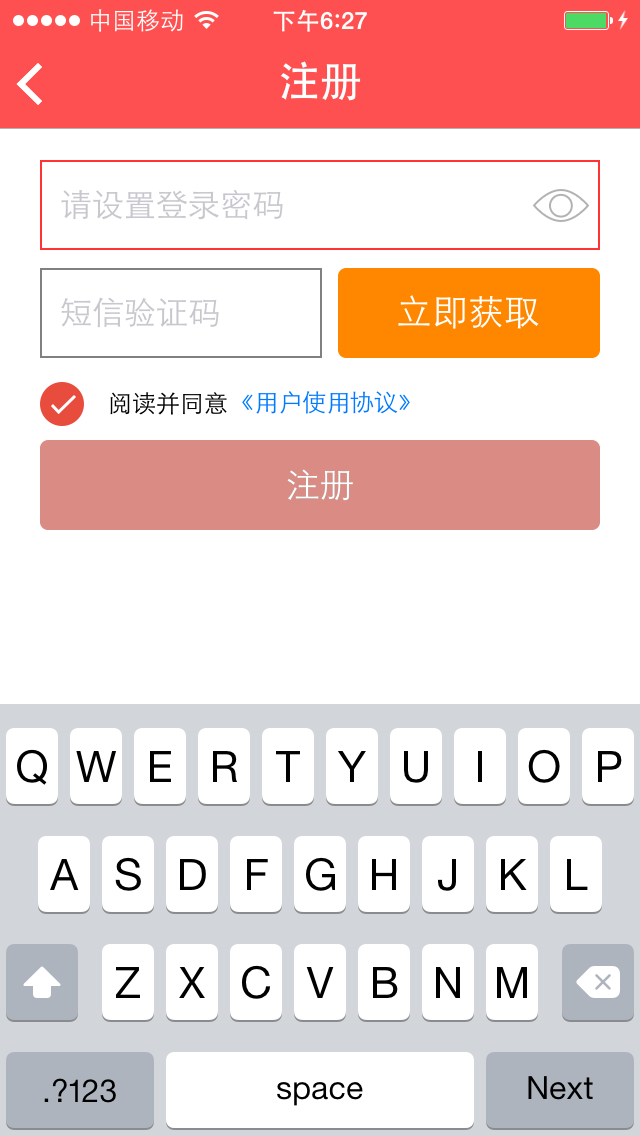 中国移动 下午6:27
注册
请设置登录密码
短信验证码 立即获取
阅读并同意《用户使用协议》
注册
Q W E R T Y U I O P
A S D F G H J K L
Z X C V B N M
.?123 space Next